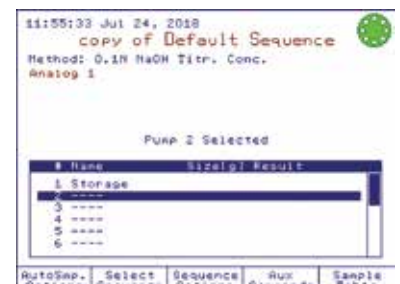 11:55:33 Jul 24, 2018
copy of Default Sequence
Method: 0.1N NaOH Titr. Conc.
Analog 1
Pump 2 Selected
# Name Size[g] Result
1 Storage
2 ----
3 ----
4 ----
5 ----
6 ----
AutoSmp. Select Sequence Aux Sample
Options Sequence Options Commands Table